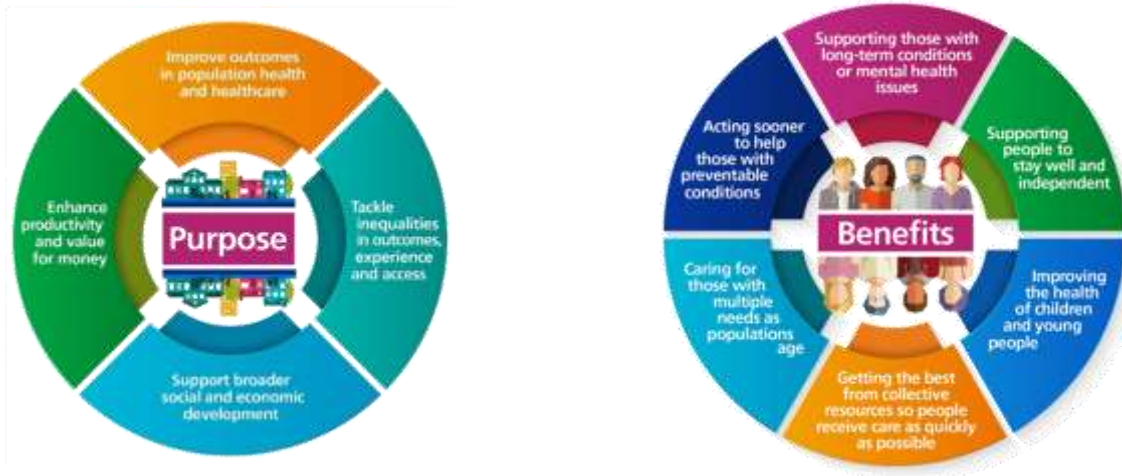 Improve outcomes
in population health
and healthcare
Tackle
inequalities
in outcomes,
experience
and access
Support broader
social and economic
development
Enhance
productivity
and value
for money
Purpose
Supporting those with
long-term conditions
or mental health
issues
Supporting
people to
stay well and
independent
Improving
the health
of children
and young
people
Getting the best
from collective
resources so people
receive care as quickly
as possible
Caring for
those with
multiple
needs as
populations
age
Acting sooner
to help
those with
preventable
conditions
Benefits